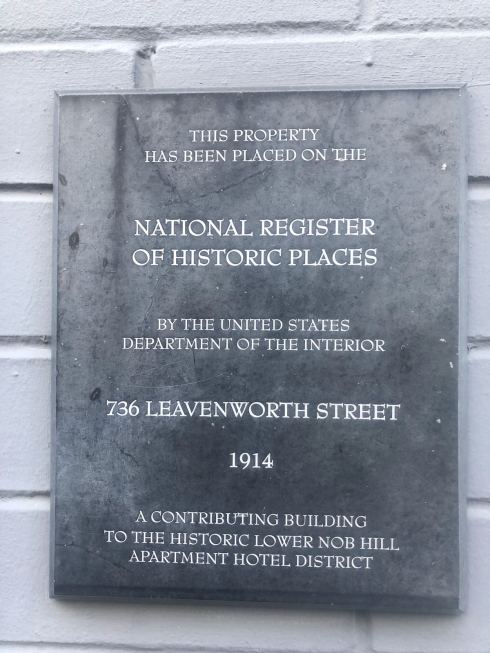 THIS PROPERTY
HAS BEEN PLACED ON THE
NATIONAL REGISTER
OF HISTORIC PLACES
BY THE UNITED STATES
DEPARTMENT OF THE INTERIOR
736 LEAVENWORTH STREET
1914
A CONTRIBUTING BUILDING
TO THE HISTORIC LOWER NOB HILL
APARTMENT HOTEL DISTRICT